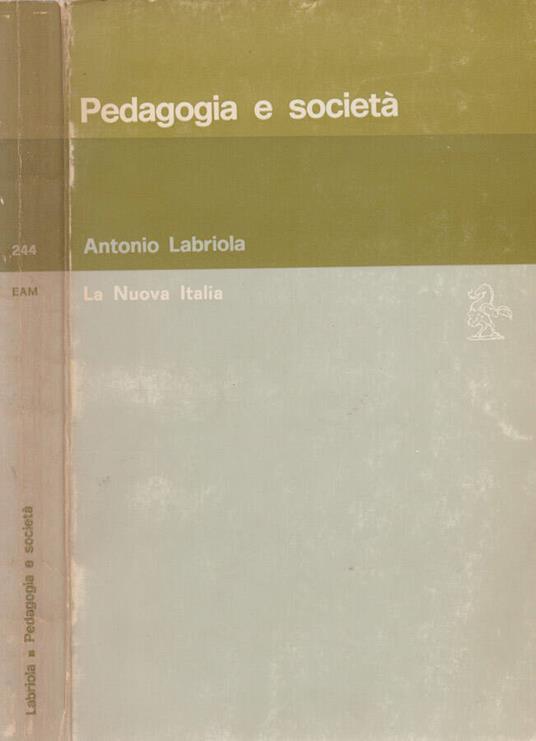 Pedagogia e società
Antonio Labriola
La Nuova Italia
244
EAM
Labriola ■ Pedagogia e società